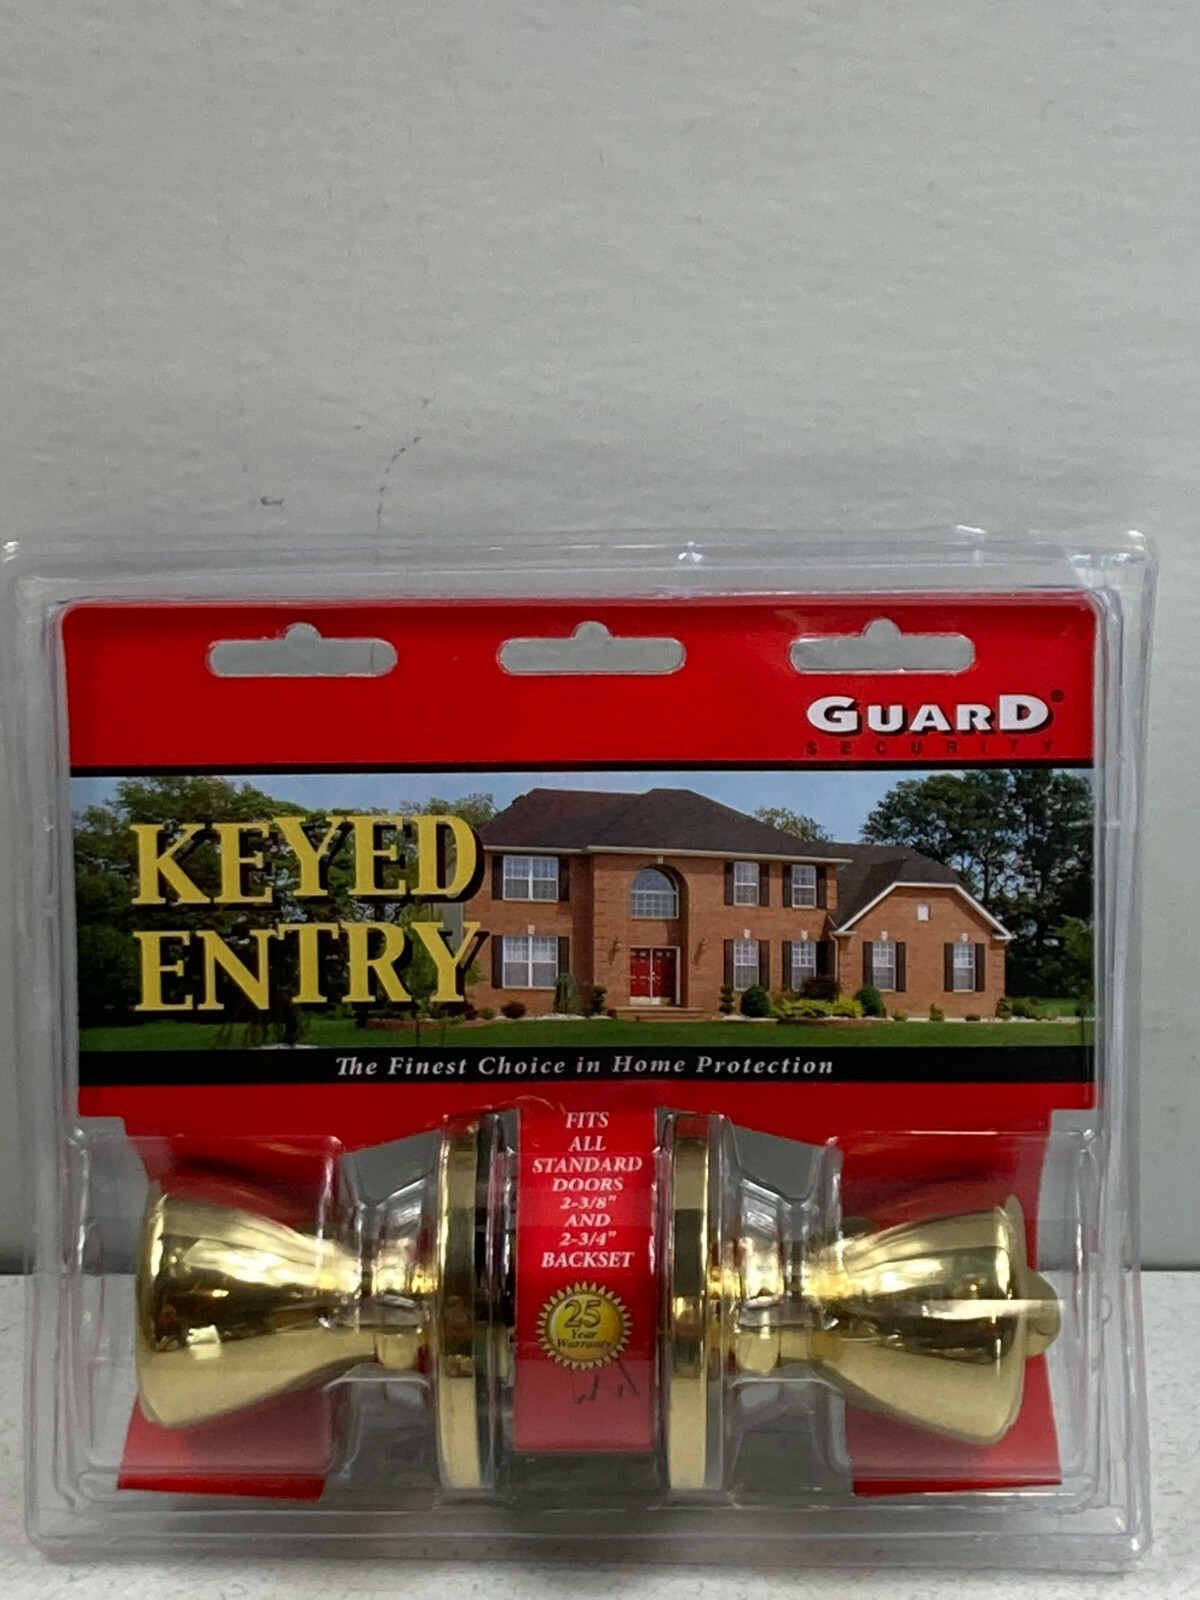 GUARD®
SECURITY
KEYED
ENTRY
The Finest Choice in Home Protection
FITS
ALL
STANDARD
DOORS
2-3/8"
AND
2-3/4"
BACKSET
25
Year
Warranty